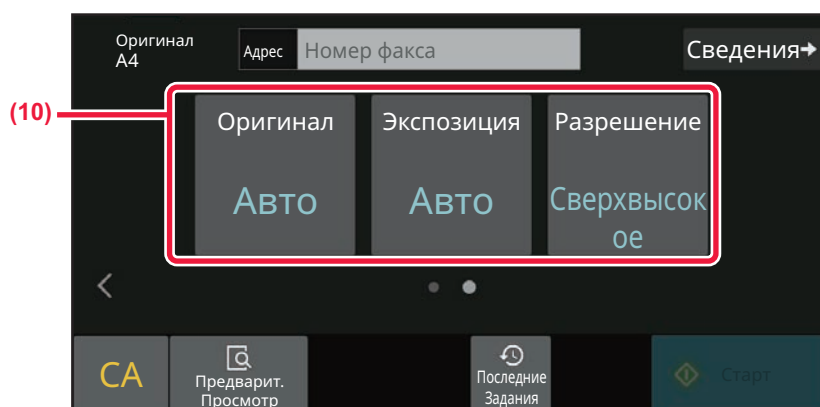 Оригинал
A4
Адрес
Номер факса
Сведения
(10)
Оригинал
Экспозиция
Разрешение
Авто
Авто
Сверхвысок
ое
CA
Предварит.
Просмотр
Последние
Задания
Старт